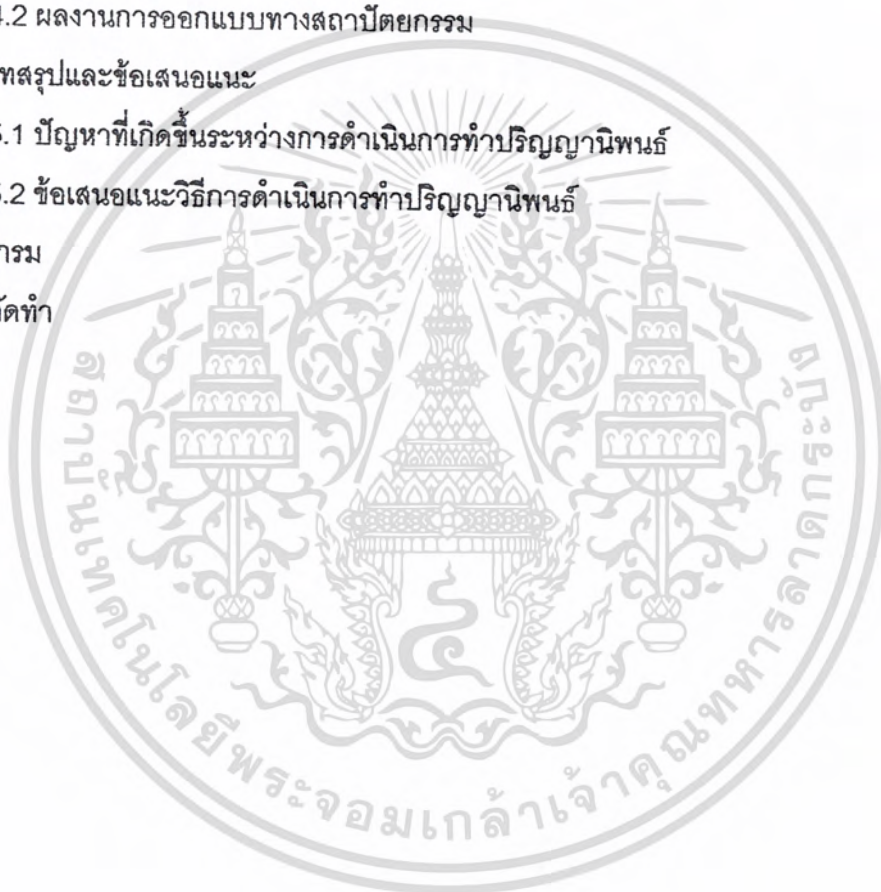 4.2 ผลงานการออกแบบทางสถาปัตยกรรม
ทสรุปและข้อเสนอแนะ
5.1 ปัญหาที่เกิดขึ้นระหว่างการดำเนินการทำปริญญานิพนธ์
5.2 ข้อเสนอแนะวิธีการดำเนินการทำปริญญานิพนธ์
กรม
จัดทำ
สถาบันเทคโนโลยีพระจอมเกล้าเจ้าคุณทหารลาดกระบัง
๔